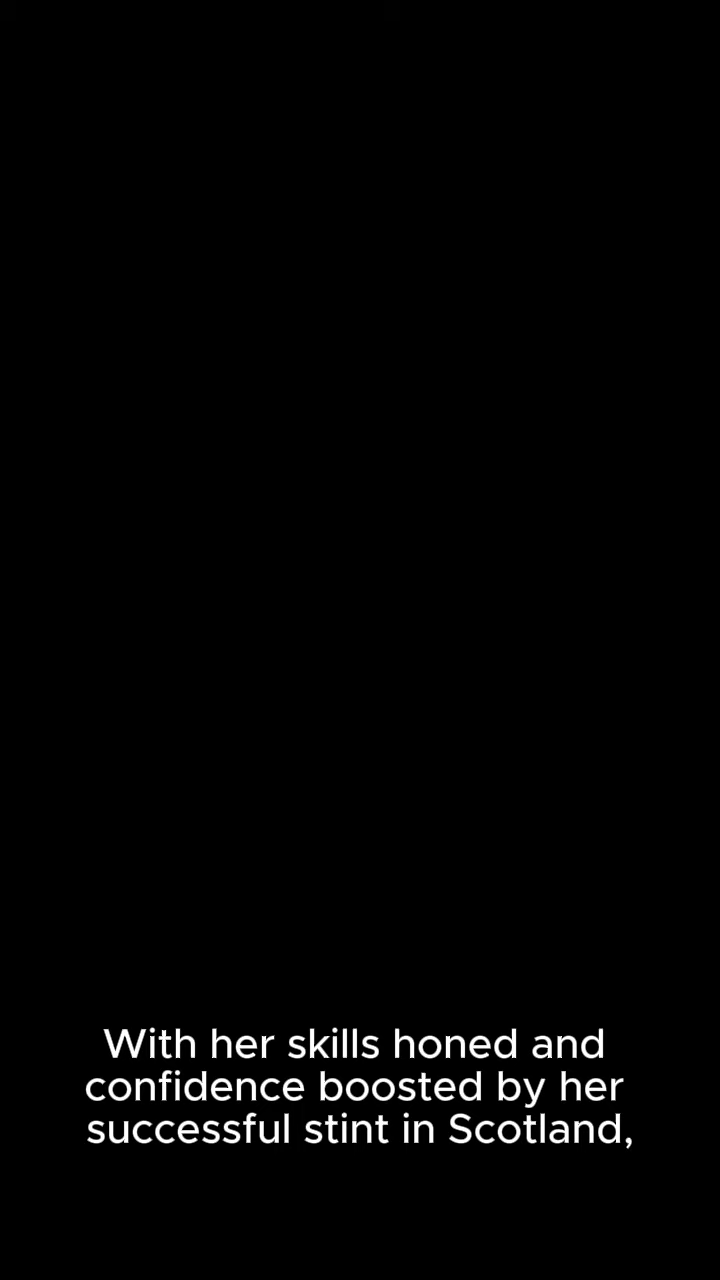 With her skills honed and
confidence boosted by her
successful stint in Scotland,